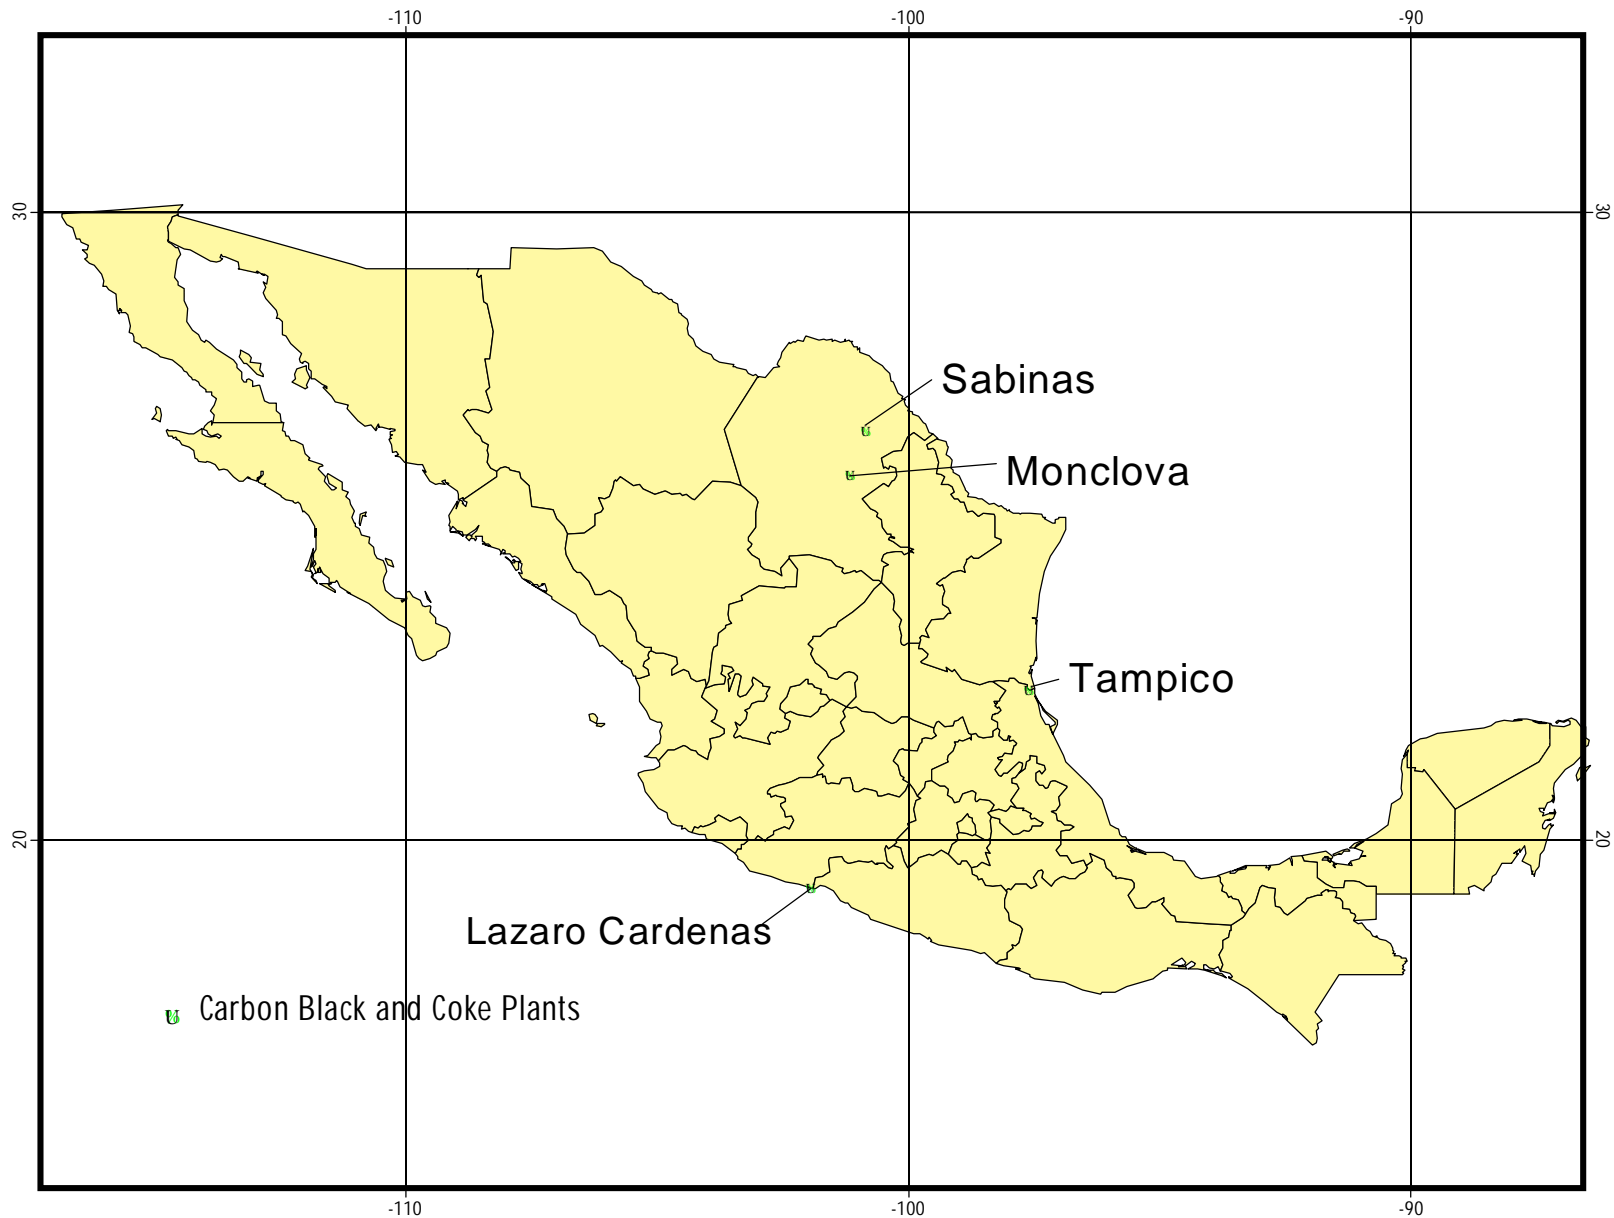 -110 -100 -90
30 30
Sabinas
Monclova
Tampico
20 20
Lazaro Cardenas
U Carbon Black and Coke Plants
-110 -100 -90